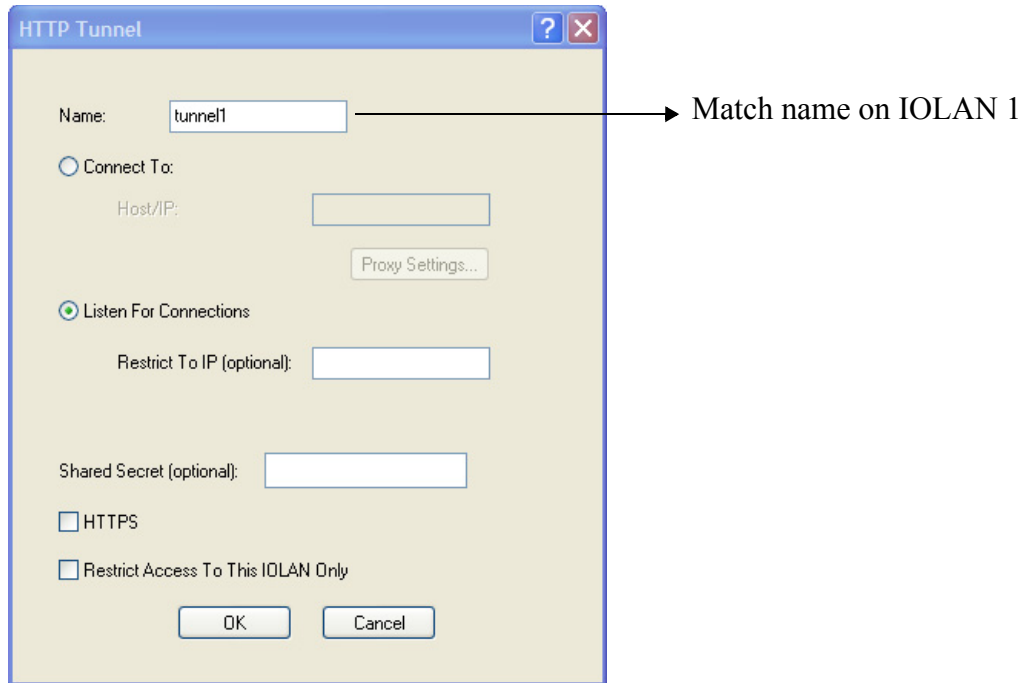 HTTP Tunnel
?
Name: tunnel1
Match name on IOLAN 1
Connect To:
Host/IP:
Proxy Settings...
Listen For Connections
Restrict To IP (optional):
Shared Secret (optional):
HTTPS
Restrict Access To This IOLAN Only
OK Cancel